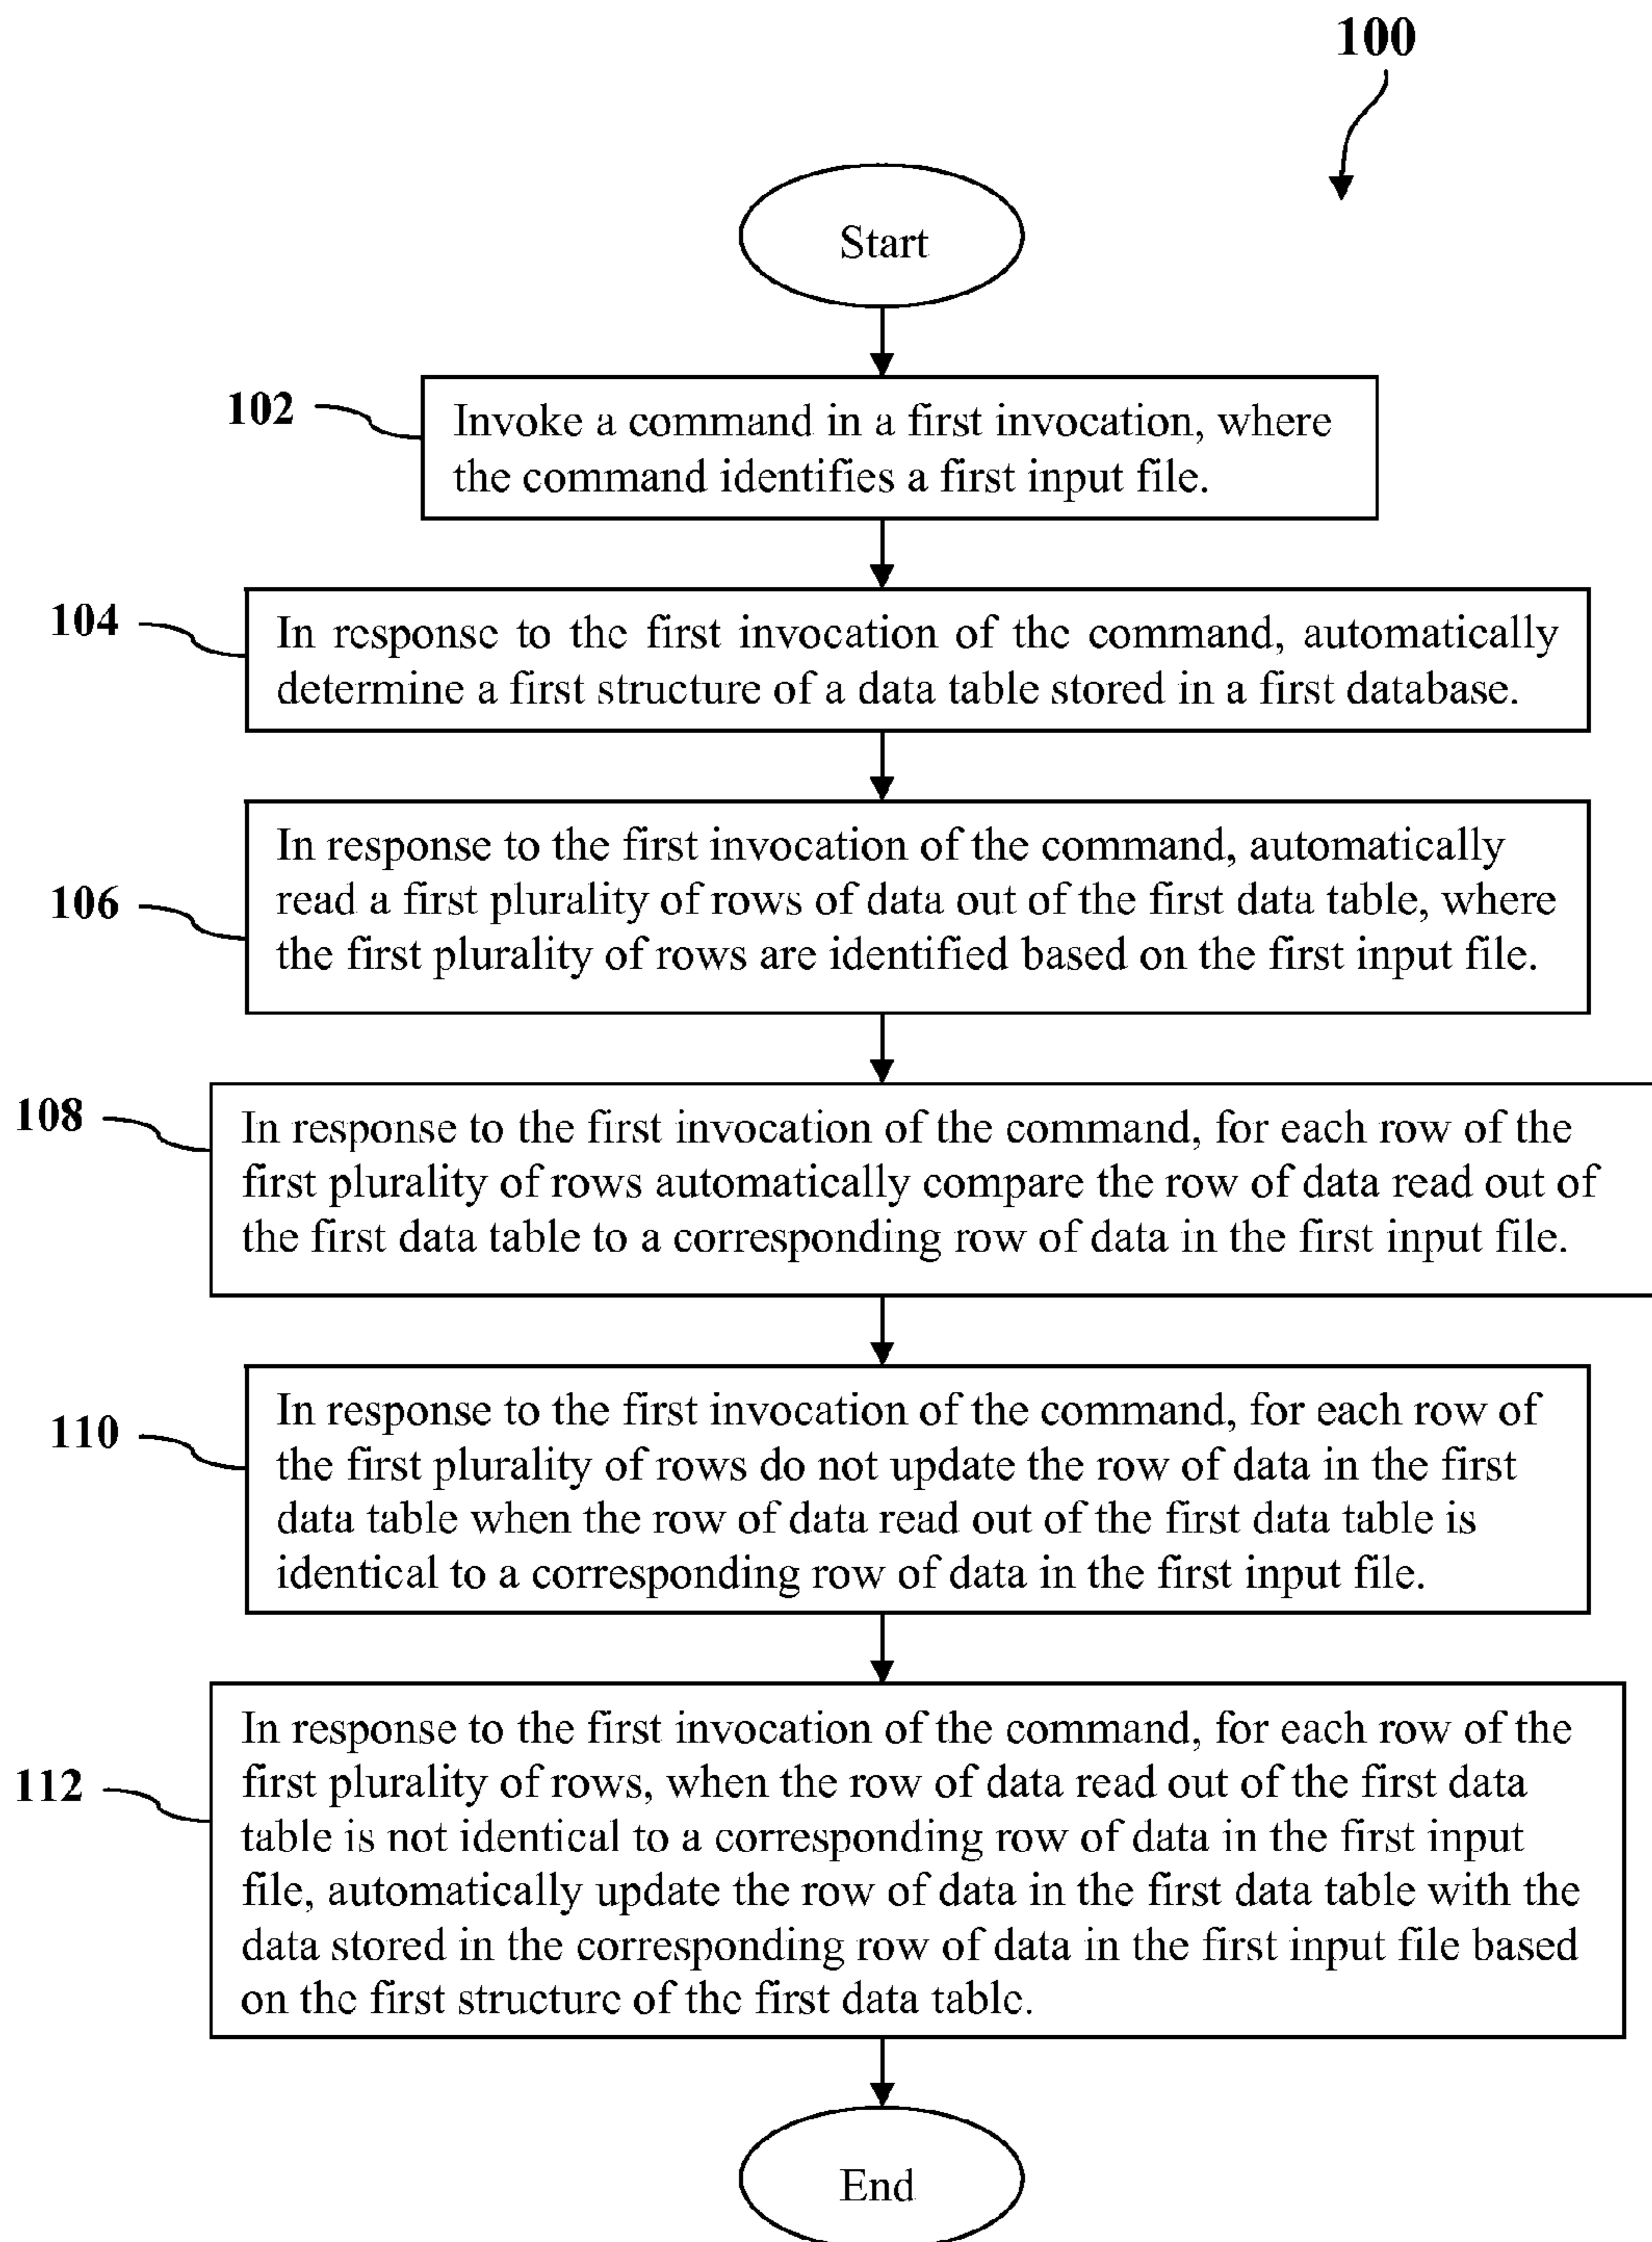 100
Start
102
Invoke a command in a first invocation, where
the command identifies a first input file.
104
In response to the first invocation of the command, automatically
determine a first structure of a data table stored in a first database.
106
In response to the first invocation of the command, automatically
read a first plurality of rows of data out of the first data table, where
the first plurality of rows are identified based on the first input file.
108
In response to the first invocation of the command, for each row of the
first plurality of rows automatically compare the row of data read out of
the first data table to a corresponding row of data in the first input file.
110
In response to the first invocation of the command, for each row of
the first plurality of rows do not update the row of data in the first
data table when the row of data read out of the first data table is
identical to a corresponding row of data in the first input file.
112
In response to the first invocation of the command, for each row of the
first plurality of rows, when the row of data read out of the first data
table is not identical to a corresponding row of data in the first input
file, automatically update the row of data in the first data table with the
data stored in the corresponding row of data in the first input file based
on the first structure of the first data table.
End